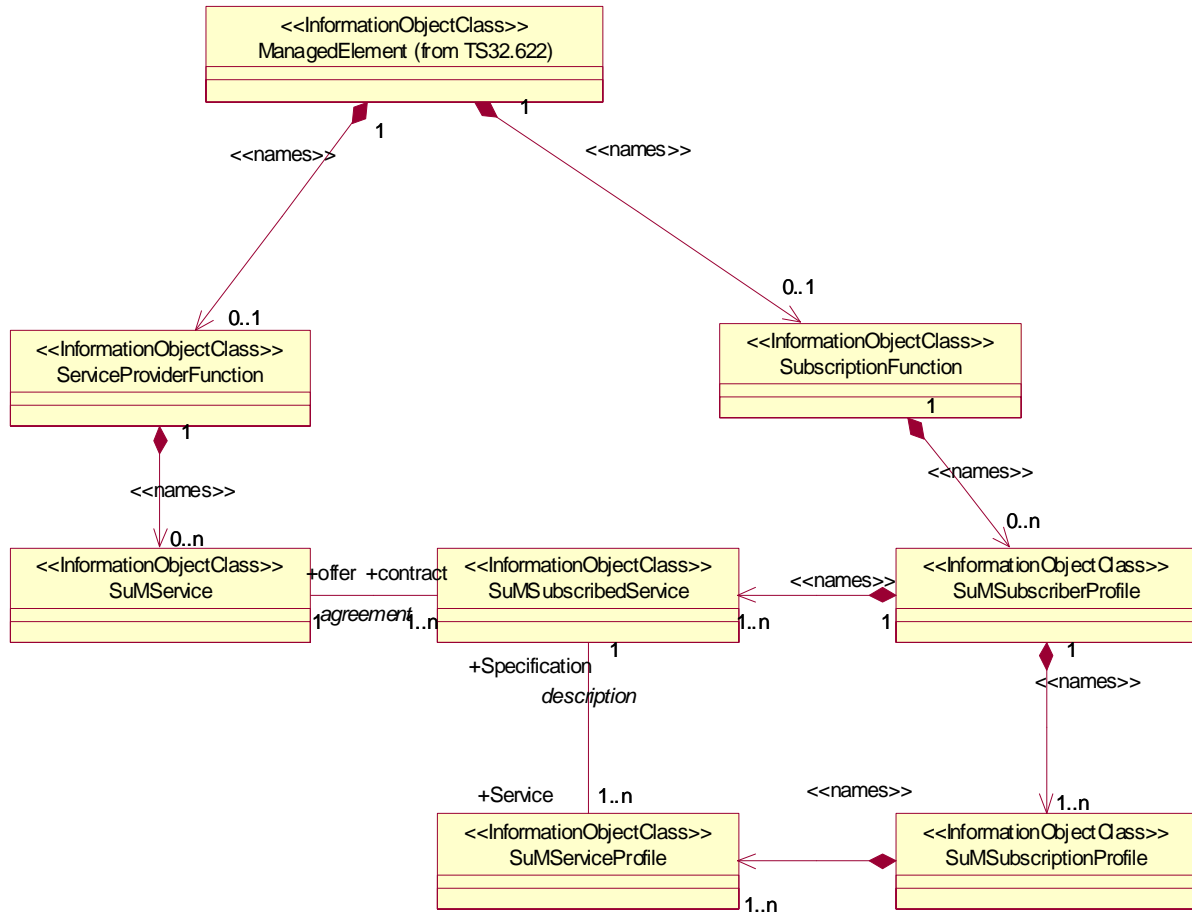 <<InformationObjectClass>>
ManagedElement (from TS32.622)
1
1
<<names>>
<<names>>
0..1
0..1
<<InformationObjectClass>>
ServiceProviderFunction
<<InformationObjectClass>>
SubscriptionFunction
1
1
<<names>>
<<names>>
0..n
0..n
<<InformationObjectClass>>
SuMService
+offer +contract
agreement
1
1..n
<<InformationObjectClass>>
SuMSubscribedService
<<names>>
1..n
1
<<InformationObjectClass>>
SuMSubscriberProfile
1
+Specification
description
1
<<names>>
+Service
1..n
<<names>>
1..n
<<InformationObjectClass>>
SuMServiceProfile
<<InformationObjectClass>>
SuMSubscriptionProfile
1..n